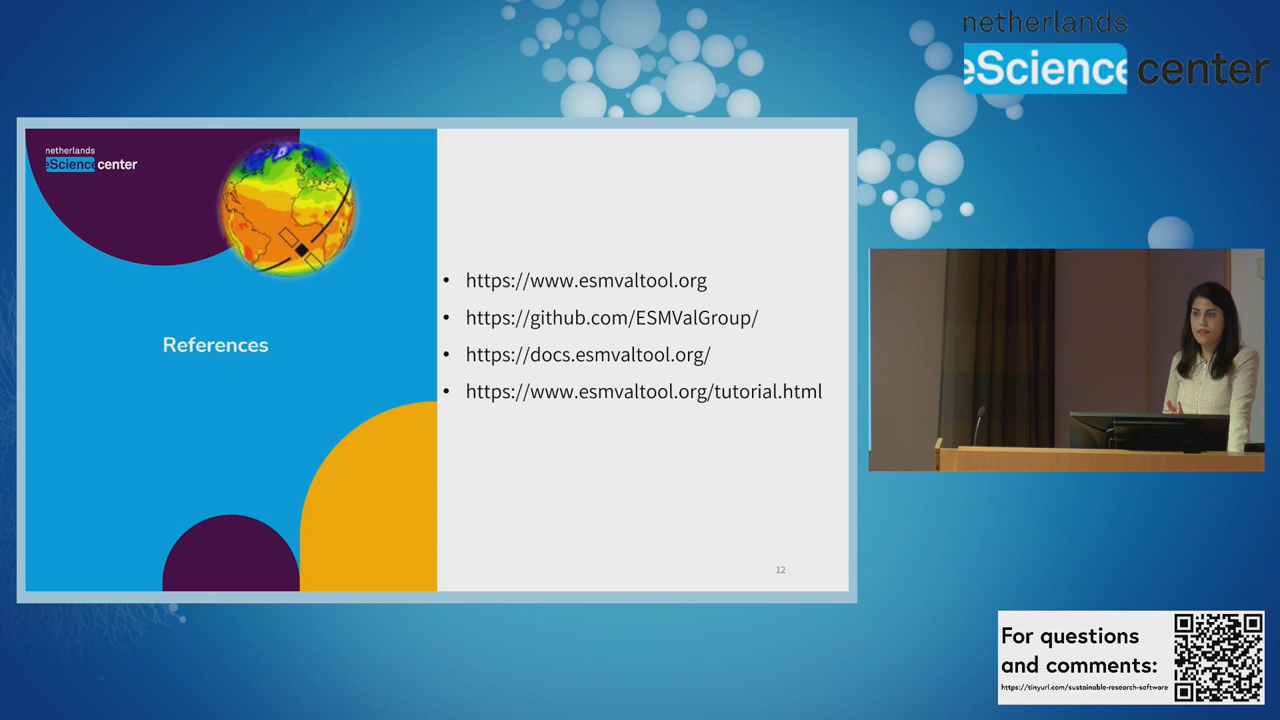 netherlands
eScience center
netherlands
eScience center
References
• https://www.esmvaltool.org
• https://github.com/ESMValGroup/
• https://docs.esmvaltool.org/
• https://www.esmvaltool.org/tutorial.html
12
For questions
and comments:
https://tinyurl.com/sustainable-research-software